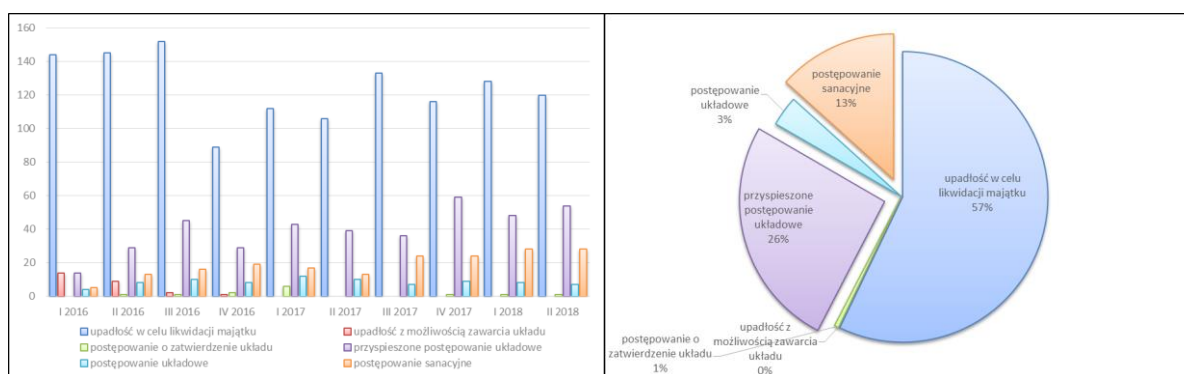 160
140
120
100
80
60
40
20
0
I 2016 II 2016 III 2016 IV 2016 I 2017 II 2017 III 2017 IV 2017 I 2018 II 2018
upadłość w celu likwidacji majątku upadłość z możliwością zawarcia układu
postępowanie o zatwierdzenie układu przyspieszone postępowanie układowe
postępowanie układowe postępowanie sanacyjne
postępowanie
sanacyjne
13%
postępowanie
układowe
3%
upadłość w celu
likwidacji majątku
57%
przyspieszone
postępowanie
układowe
26%
upadłość z
możliwością zawarcia
układu
0%
postępowanie o
zatwierdzenie układu
1%